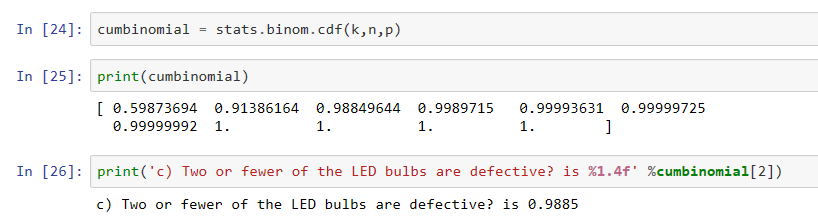 In [24]: cumbinomial = stats.binom.cdf(k,n,p)
In [25]: print(cumbinomial)
[ 0.59873694 0.91386164 0.98849644 0.9989715 0.99993631 0.99999725
0.99999992 1. 1. 1. 1. ]
In [26]: print('c) Two or fewer of the LED bulbs are defective? is %1.4f' %cumbinomial[2])
c) Two or fewer of the LED bulbs are defective? is 0.9885